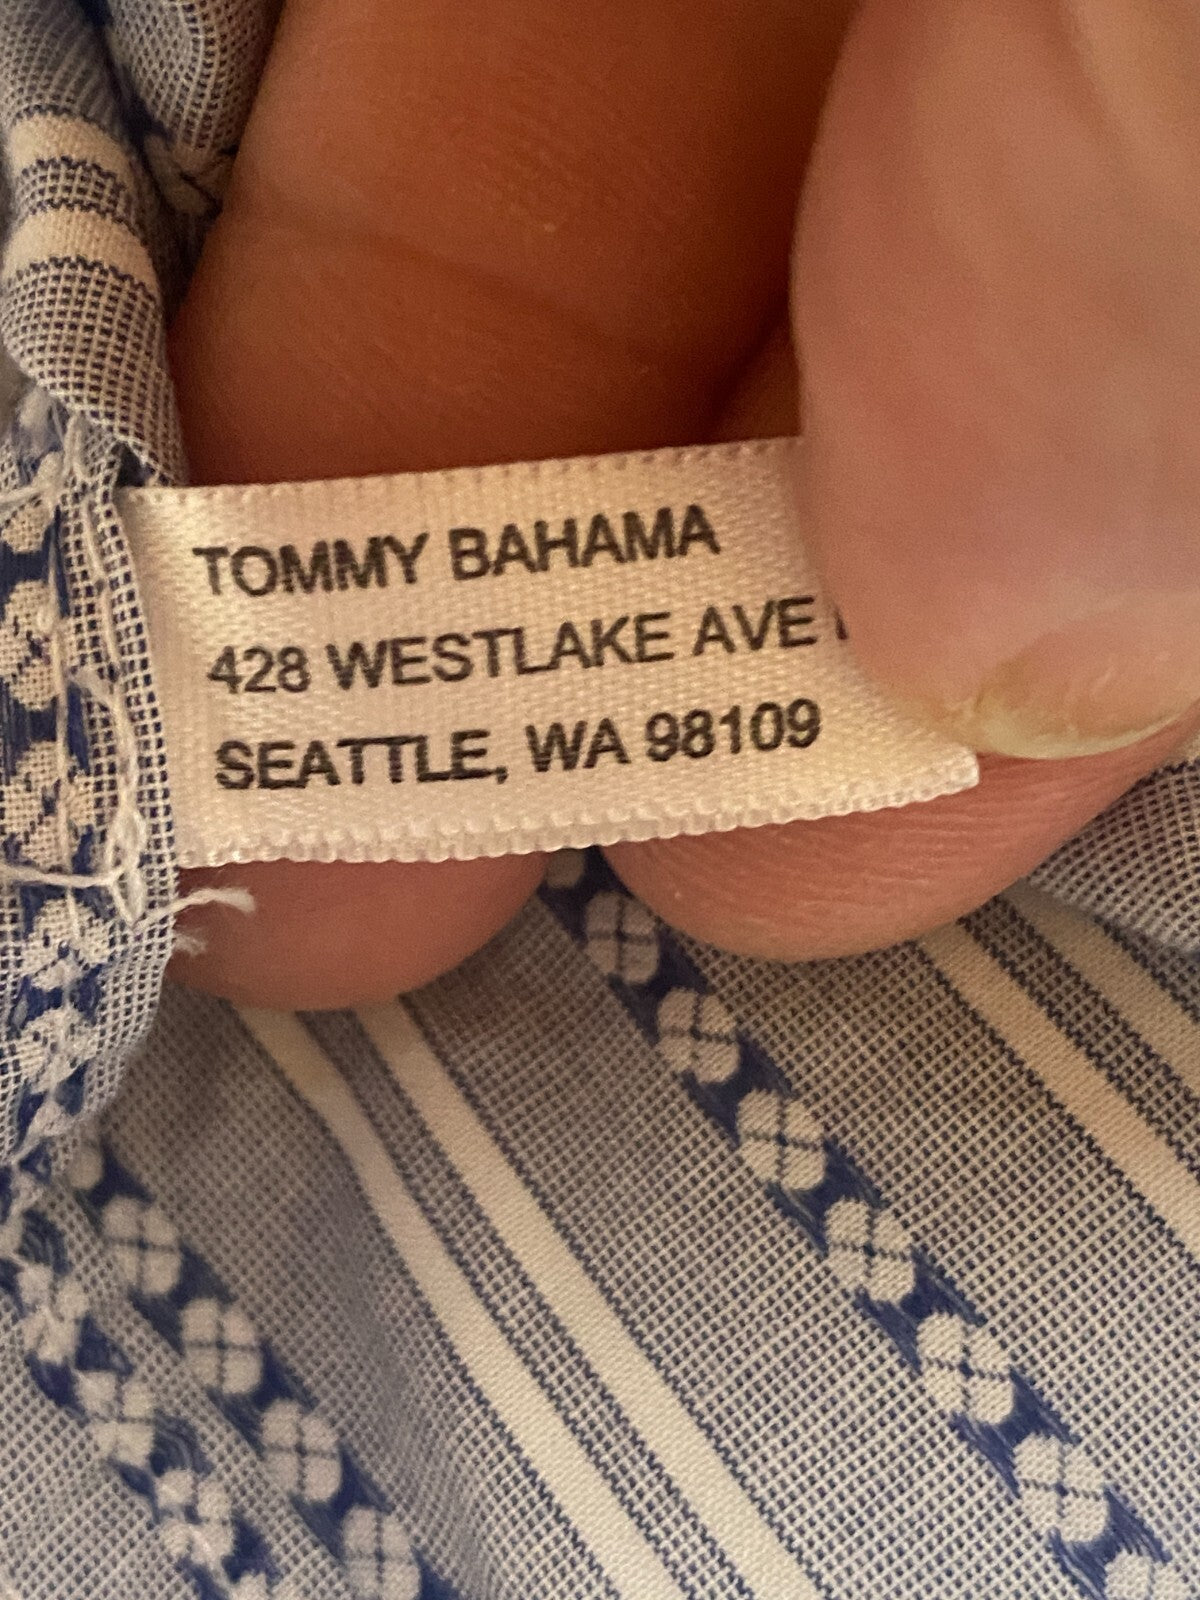 TOMMY BAHAMA
428 WESTLAKE AVE
SEATTLE, WA 98109